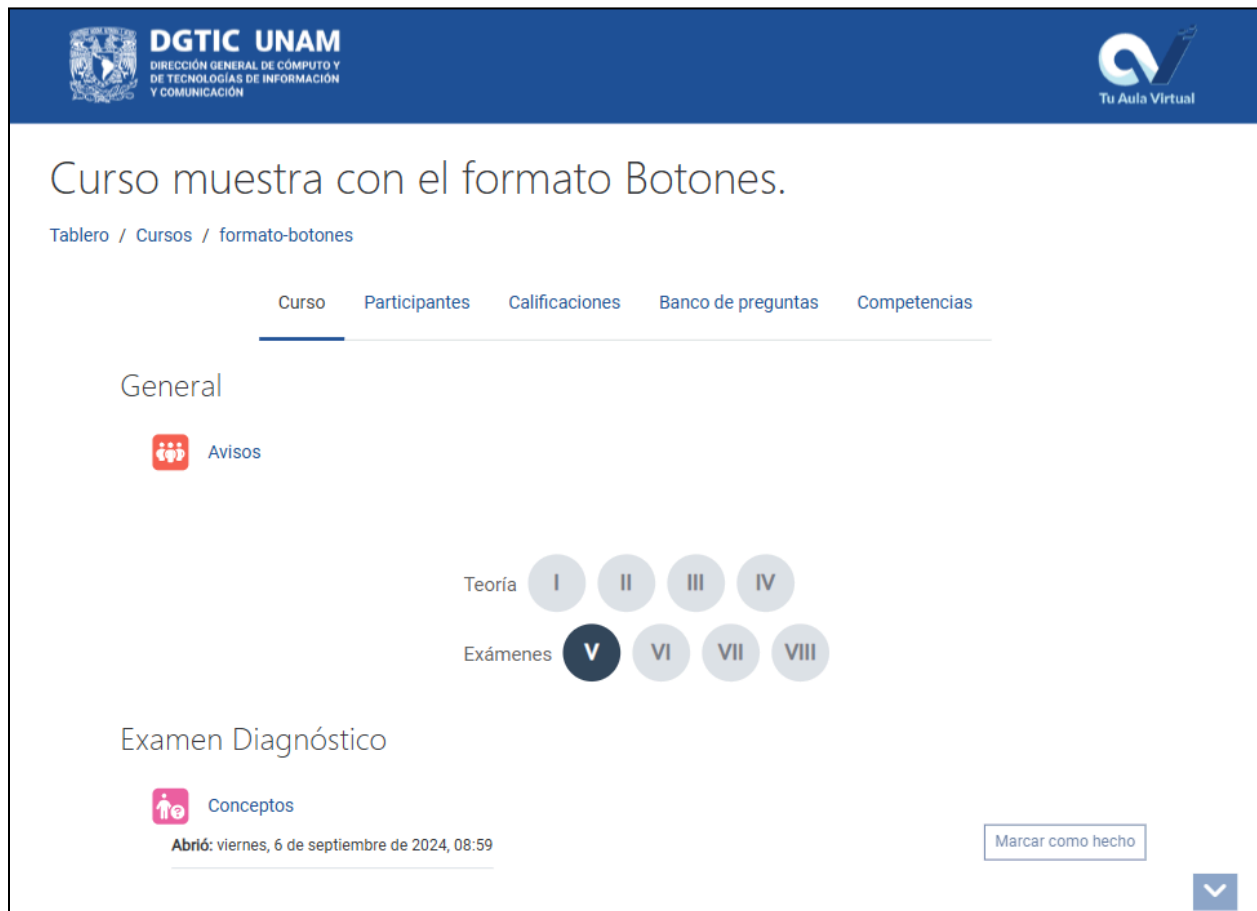 DGTIC UNAM
DIRECCIÓN GENERAL DE CÓMPUTO Y
DE TECNOLOGÍAS DE INFORMACIÓN
Y COMUNICACIÓN
Tu Aula Virtual
Curso muestra con el formato Botones.
Tablero / Cursos / formato-botones
Curso Participantes Calificaciones Banco de preguntas Competencias
General
Avisos
Teoría I II III IV
Exámenes V VI VII VIII
Examen Diagnóstico
Conceptos
Abrió: viernes, 6 de septiembre de 2024, 08:59
Marcar como hecho